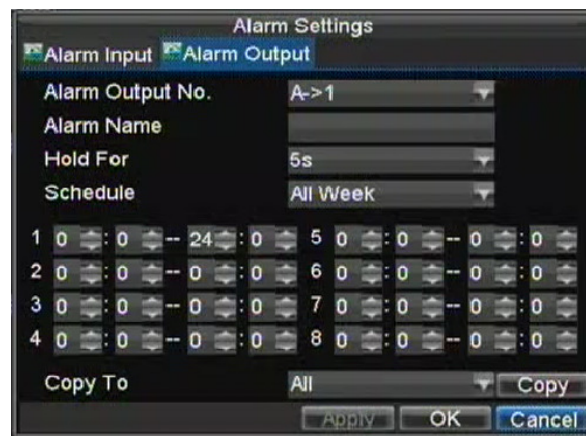 Alarm Settings
Alarm Input Alarm Output
Alarm Output No. A->1
Alarm Name
Hold For 5s
Schedule All Week
1 0 : 0 -- 24 : 0 5 0 : 0 -- 0 : 0
2 0 : 0 -- 0 : 0 6 0 : 0 -- 0 : 0
3 0 : 0 -- 0 : 0 7 0 : 0 -- 0 : 0
4 0 : 0 -- 0 : 0 8 0 : 0 -- 0 : 0
Copy To All Copy
Apply OK Cancel